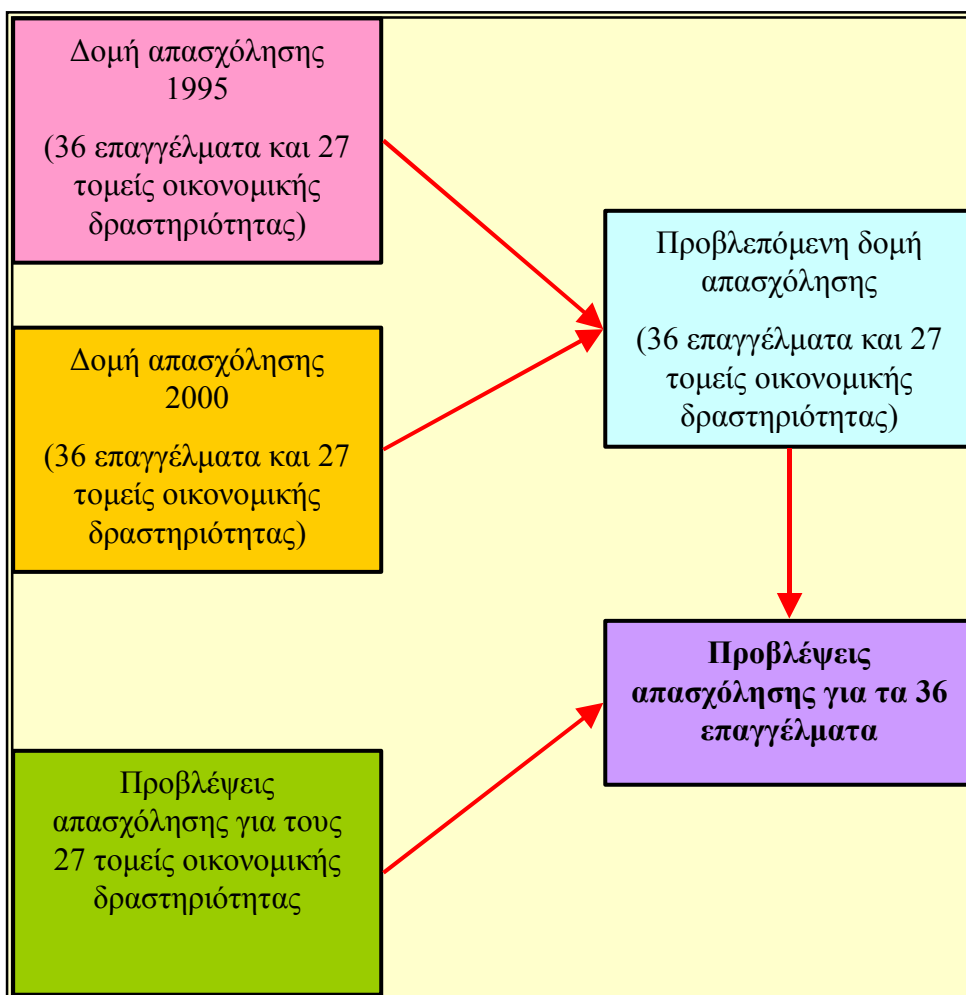 Δομή απασχόλησης
1995
(36 επαγγέλματα και 27
τομείς οικονομικής
δραστηριότητας)
Δομή απασχόλησης
2000
(36 επαγγέλματα και 27
τομείς οικονομικής
δραστηριότητας)
Προβλεπόμενη δομή
απασχόλησης
(36 επαγγέλματα και 27
τομείς οικονομικής
δραστηριότητας)
Προβλέψεις
απασχόλησης για τα 36
επαγγέλματα
Προβλέψεις
απασχόλησης για τους
27 τομείς οικονομικής
δραστηριότητας